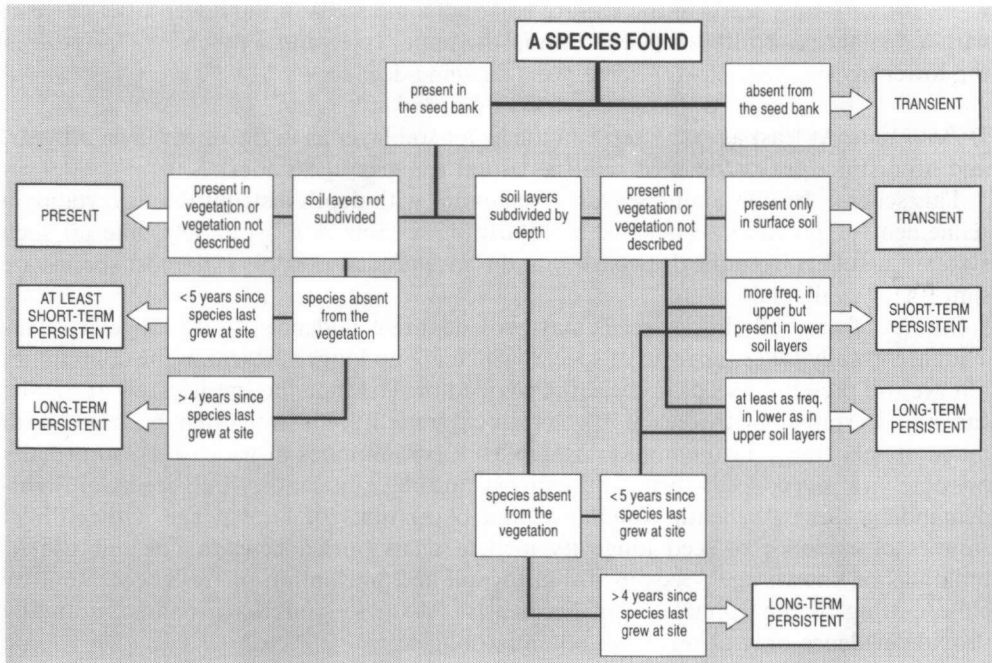 A SPECIES FOUND
present in
the seed bank
absent from
the seed bank
TRANSIENT
PRESENT
present in
vegetation or
vegetation not
described
soil layers not
subdivided
soil layers
subdivided by
depth
present in
vegetation or
vegetation not
described
present only
in surface soil
TRANSIENT
AT LEAST
SHORT-TERM
PERSISTENT
< 5 years since
species last
grew at site
species absent
from the
vegetation
more freq. in
upper but
present in lower
soil layers
SHORT-TERM
PERSISTENT
LONG-TERM
PERSISTENT
> 4 years since
species last
grew at site
at least as freq.
in lower as in
upper soil layers
LONG-TERM
PERSISTENT
species absent
from the
vegetation
< 5 years since
species last
grew at site
> 4 years since
species last
grew at site
LONG-TERM
PERSISTENT